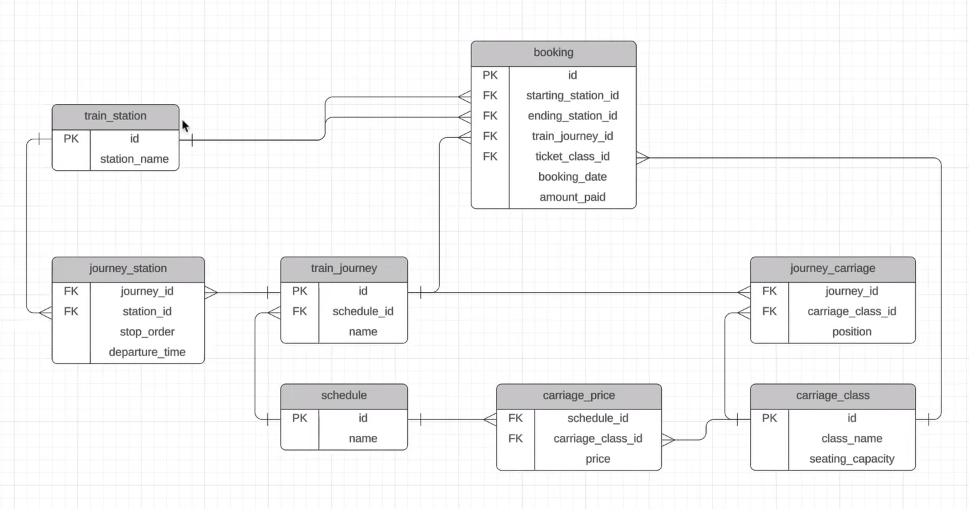 booking
PK id
FK starting_station_id
FK ending_station_id
FK train_journey_id
FK ticket_class_id
booking_date
amount_paid
train_station
PK id
station_name
journey_station
FK journey_id
FK station_id
stop_order
departure_time
train_journey
PK id
FK schedule_id
name
journey_carriage
FK journey_id
FK carriage_class_id
position
schedule
PK id
name
carriage_price
FK schedule_id
FK carriage_class_id
price
carriage_class
PK id
class_name
seating_capacity